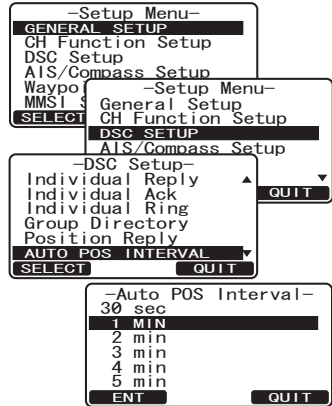 -Setup Menu-
GENERAL SETUP
CH Function Setup
DSC Setup
AIS/Compass Setup
Waypoi
MMSI S
SELECT
-Setup Menu-
General Setup
CH Function Setup
DSC SETUP
AIS/Compass Setup
QUIT
-DSC Setup-
Individual Reply
Individual Ack
Individual Ring
Group Directory
Position Reply
AUTO POS INTERVAL
SELECT QUIT
-Auto POS Interval-
30 sec
1 MIN
2 min
3 min
4 min
5 min
ENT QUIT